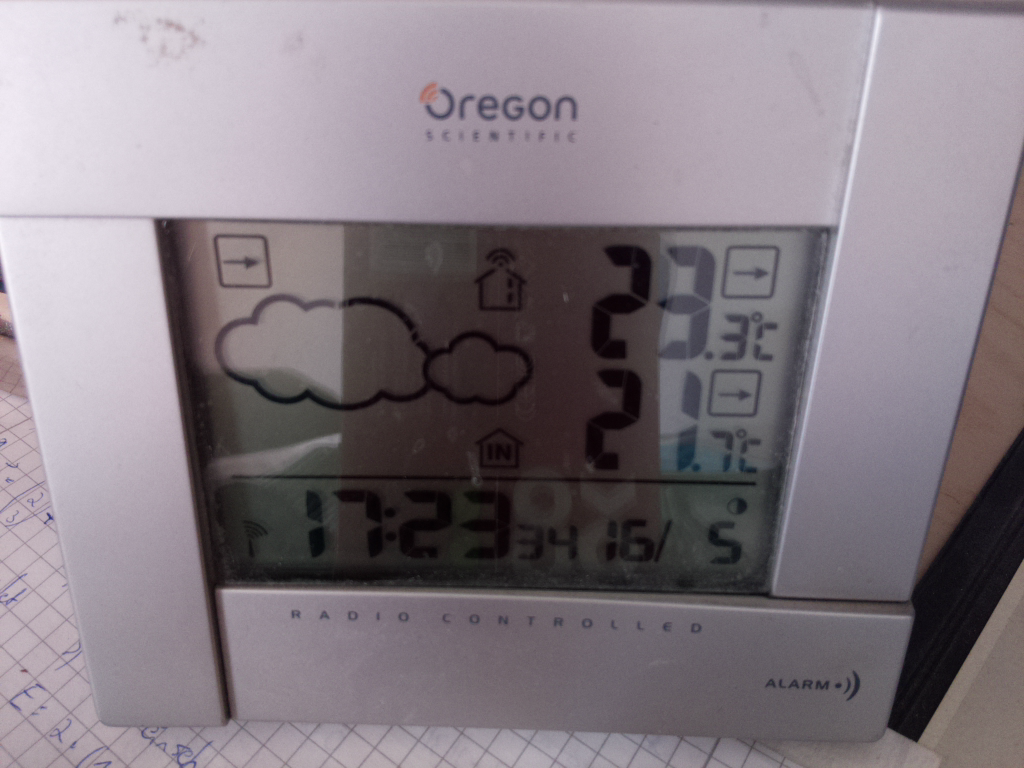 Oregon
SCIENTIFIC
23.3℃
21.7℃
IN
17:23 34 16/ 5
RADIO CONTROLLED
ALARM